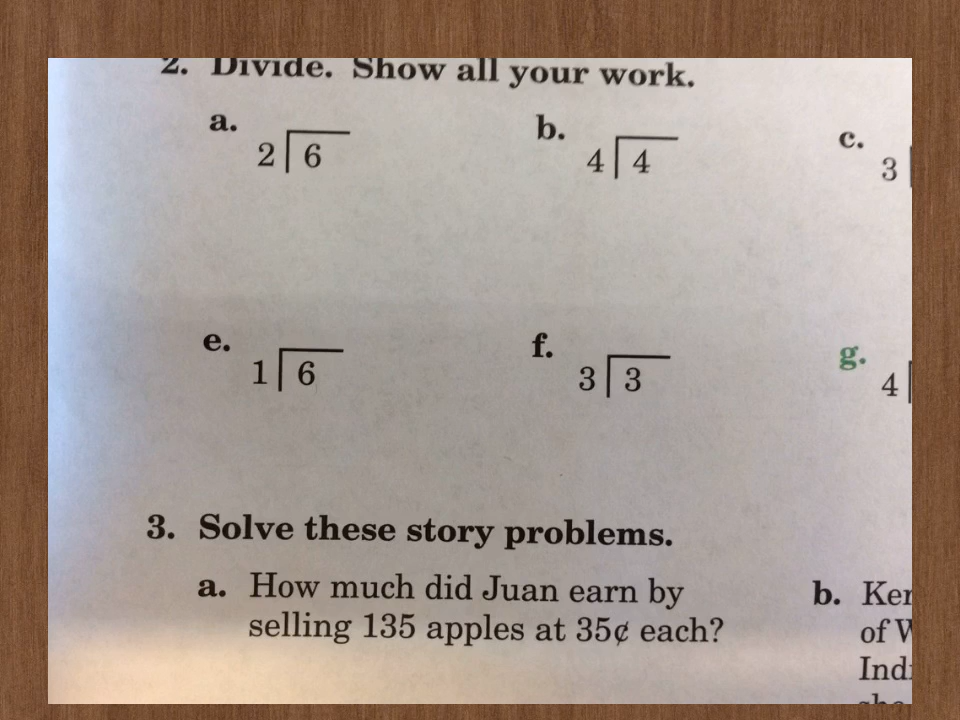 2. Divide. Show all your work.
a. 2 6 b. 4 4 c. 3
e. 1 6 f. 3 3 g. 4
3. Solve these story problems.
a. How much did Juan earn by
selling 135 apples at 35¢ each?
b.
of